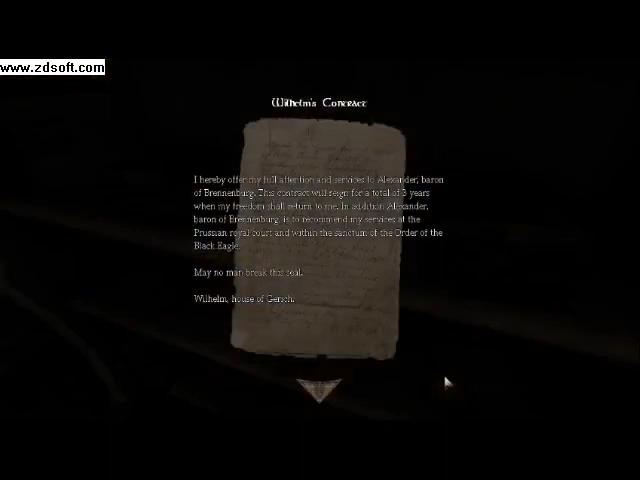 www.zdsoft.com
Wilhelm's Contract
I hereby offer my full attention and services to Alexander, baron
of Brennenburg. This contract will reign for a total of 3 years
when my freedom shall return to me. In addition Alexander,
baron of Brennenburg, is to recommend my services at the
Prussian royal court and within the sanctum of the Order of the
Black Eagle.
May no man break this seal.
Wilhelm, house of Gerich.